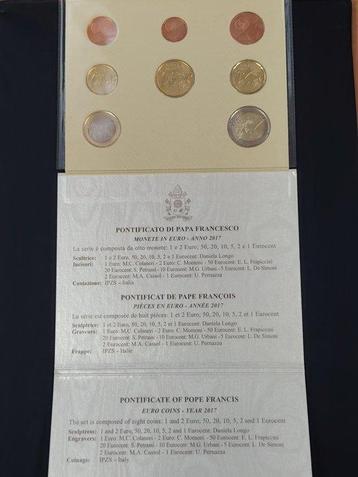 PONTIFICATO DI PAPA FRANCESCO
MONETE IN EURO - ANNO 2017
La serie è composta da otto monete: 1 e 2 Euro, 50, 20, 10, 5, 2 e 1 Eurocent
Scultrice: 1 e 2 Euro, 50, 20, 10, 5, 2, 1 Eurocent: Daniela Longo
Incisori: 1 Euro: M.C. Colaneri - 2 Euro: C. Momoni - 50 Eurocent: E. L. Frapiccini
20 Eurocent: S. Petrassi - 10 Eurocent: M.G. Urbani - 5 Eurocent: L. De Simoni
2 Eurocent: M.A. Cassol - 1 Eurocent: U. Pernazza
Coniazione: IPZS - Italia
PONTIFICAT DE PAPE FRANÇOIS
PIÈCES EN EURO - ANNÉE 2017
La série est composée de huit pièces: 1 et 2 Euro, 50, 20, 10, 5, 2 et 1 Eurocent
Sculptrice: 1 et 2 Euro, 50, 20, 10, 5, 2, 1 Eurocent: Daniela Longo
Graveurs: 1 Euro: M.C. Colaneri - 2 Euro: C. Momoni - 50 Eurocent: E. L. Frapiccini
20 Eurocent: S. Petrassi - 10 Eurocent: M.G. Urbani - 5 Eurocent: L. De Simoni
2 Eurocent: M.A. Cassol - 1 Eurocent: U. Pernazza
Frappe: IPZS - Italie
PONTIFICATE OF POPE FRANCIS
EURO COINS - YEAR 2017
The set is composed of eight coins: 1 and 2 Euro, 50, 20, 10, 5, 2 and 1 Eurocent
Sculptress: 1 and 2 Euro, 50, 20, 10, 5, 2, 1 Eurocent: Daniela Longo
Engravers: 1 Euro: M.C. Colaneri - 2 Euro: C. Momoni - 50 Eurocent: E. L. Frapiccini
20 Eurocent: S. Petrassi - 10 Eurocent: M.G. Urbani - 5 Eurocent: L. De Simoni
2 Eurocent: M.A. Cassol - 1 Eurocent: U. Pernazza
Coinage: IPZS - Italy